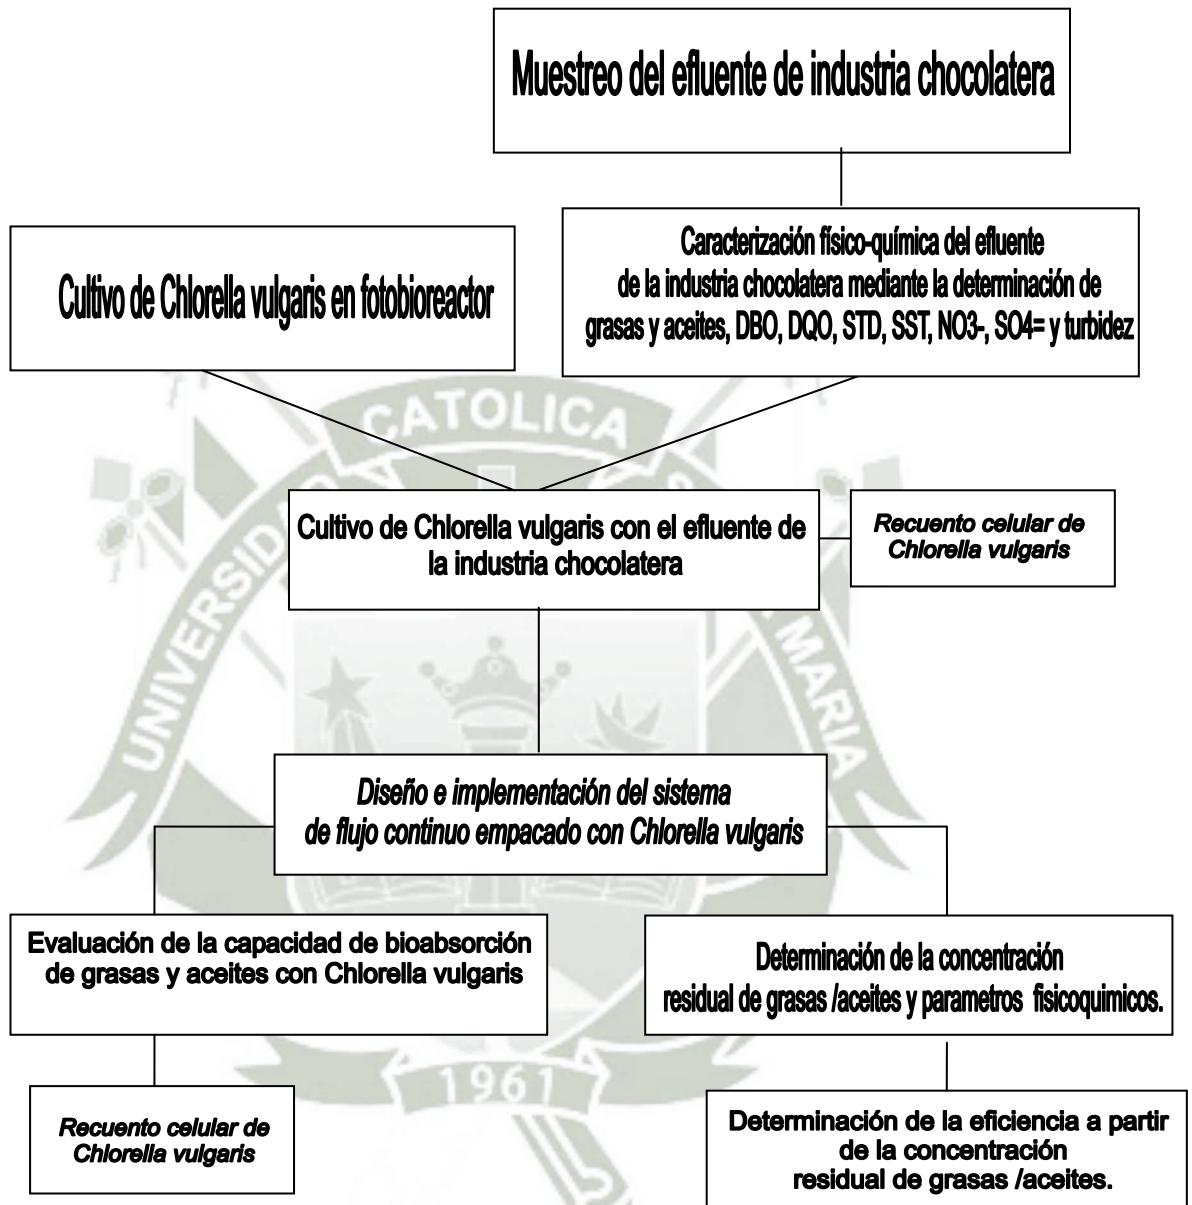 Muestreo del efluente de industria chocolatera
Caracterización físico-química del efluente
de la industria chocolatera mediante la determinación de
grasas y aceites, DBO, DQO, STD, SST, NO3-, SO4= y turbidez
Cultivo de Chlorella vulgaris en fotobioreactor
CATOLICA
UNIVERSIDAD
MARIA
Cultivo de Chlorella vulgaris con el efluente de
la industria chocolatera
Recuento celular de
Chlorella vulgaris
Diseño e implementación del sistema
de flujo continuo empacado con Chlorella vulgaris
Evaluación de la capacidad de bioabsorción
de grasas y aceites con Chlorella vulgaris
Determinación de la concentración
residual de grasas /aceites y parametros fisicoquimicos.
1961
Recuento celular de
Chlorella vulgaris
Determinación de la eficiencia a partir
de la concentración
residual de grasas /aceites.